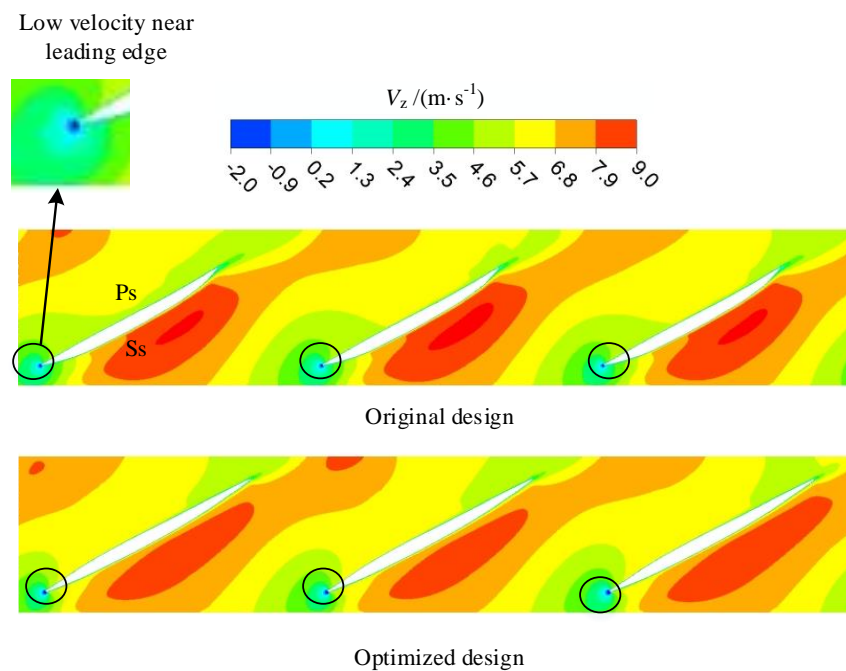 Low velocity near
leading edge
Vz /(m·s-1)
-2.0
-0.9
0.2
1.3
2.4
3.5
4.6
5.7
6.8
7.9
9.0
Ps
Ss
Original design
Optimized design